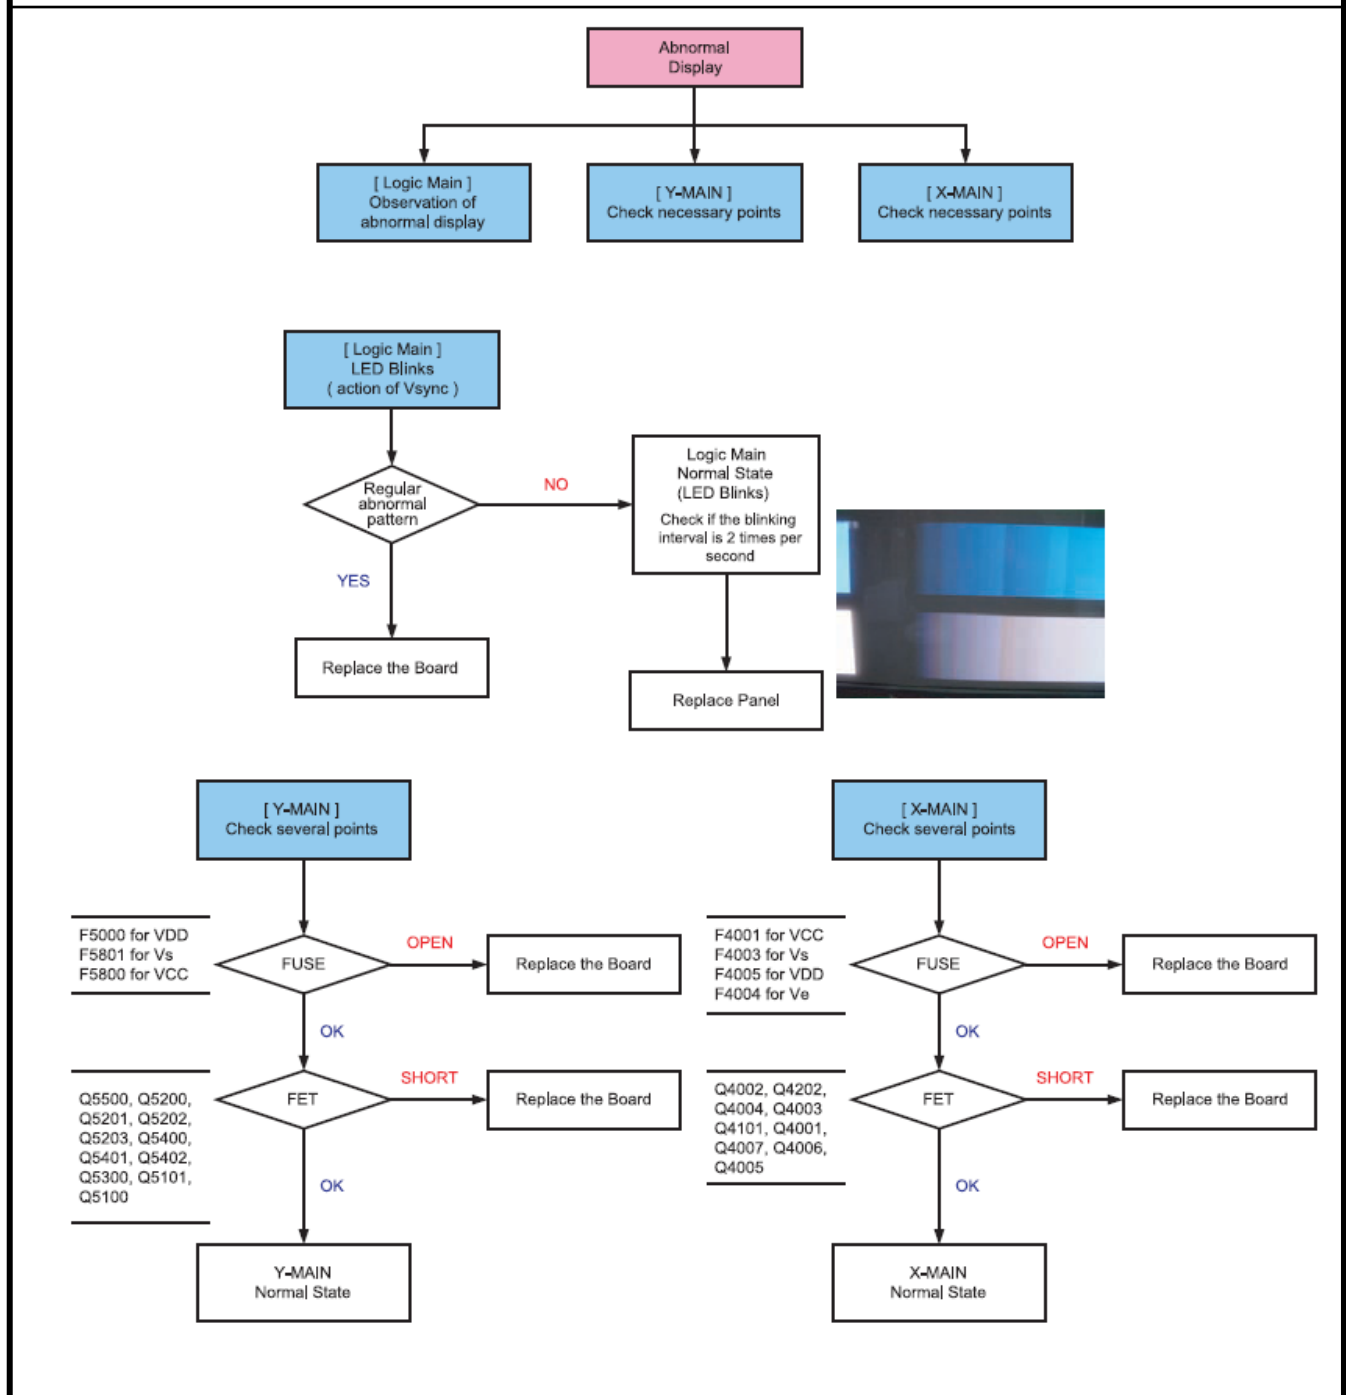 Abnormal
Display
[ Logic Main ]
Observation of
abnormal display
[ Y-MAIN ]
Check necessary points
[ X-MAIN ]
Check necessary points
[ Logic Main ]
LED Blinks
( action of Vsync )
Regular
abnormal
pattern
NO
Logic Main
Normal State
(LED Blinks)
Check if the blinking
interval is 2 times per
second
YES
Replace the Board
Replace Panel
[ Y-MAIN ]
Check several points
F5000 for VDD
F5801 for Vs
F5800 for VCC
FUSE
OPEN
Replace the Board
OK
Q5500, Q5200,
Q5201, Q5202,
Q5203, Q5400,
Q5401, Q5402,
Q5300, Q5101,
Q5100
FET
SHORT
Replace the Board
OK
Y-MAIN
Normal State
[ X-MAIN ]
Check several points
F4001 for VCC
F4003 for Vs
F4005 for VDD
F4004 for Ve
FUSE
OPEN
Replace the Board
OK
Q4002, Q4202,
Q4004, Q4003
Q4101, Q4001,
Q4007, Q4006,
Q4005
FET
SHORT
Replace the Board
OK
X-MAIN
Normal State